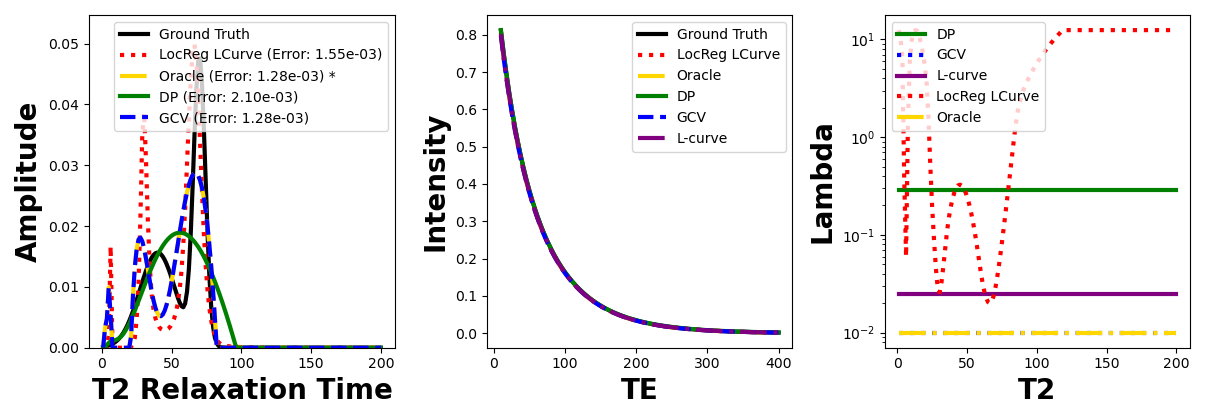 Amplitude
0.05
0.04
0.03
0.02
0.01
0.00
Ground Truth
LocReg LCurve (Error: 1.55e-03)
Oracle (Error: 1.28e-03) *
DP (Error: 2.10e-03)
GCV (Error: 1.28e-03)
0 50 100 150 200
T2 Relaxation Time
Intensity
0.8
0.7
0.6
0.5
0.4
0.3
0.2
0.1
0.0
Ground Truth
LocReg LCurve
Oracle
DP
GCV
L-curve
0 100 200 300 400
TE
Lambda
10¹
10⁰
10⁻¹
10⁻²
DP
GCV
L-curve
LocReg LCurve
Oracle
0 50 100 150 200
T2